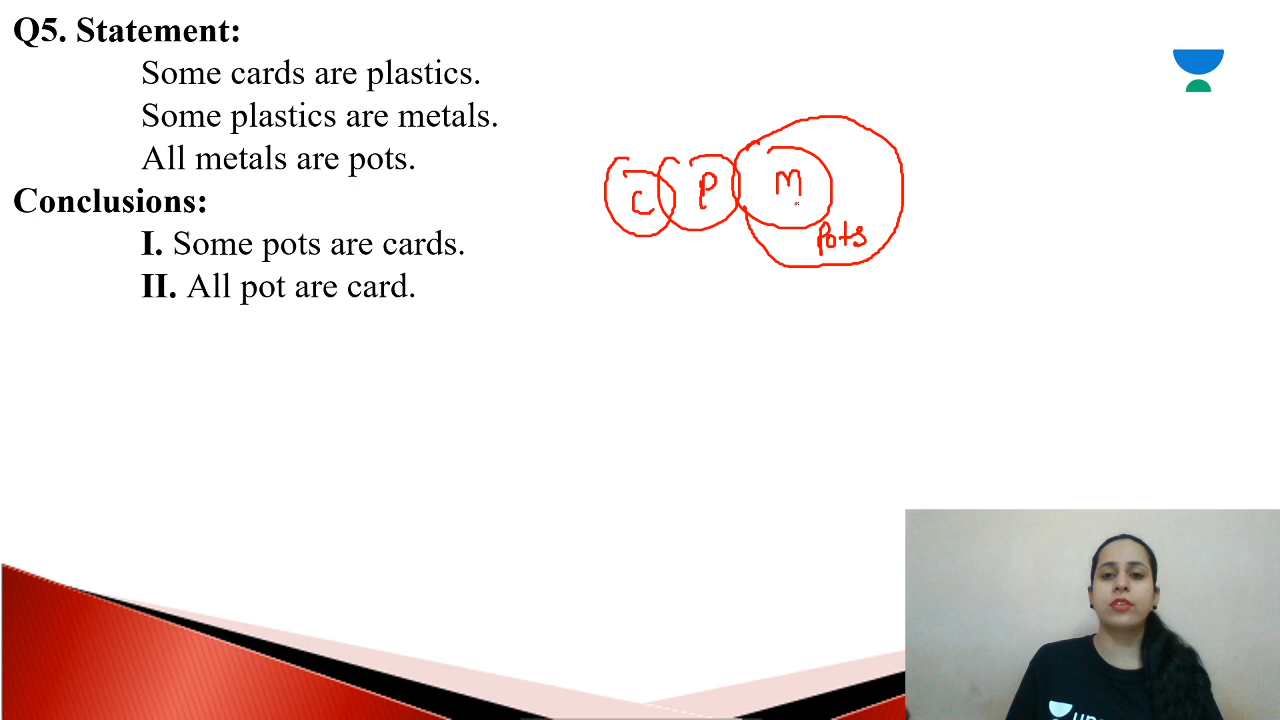 Q5. Statement:
Some cards are plastics.
Some plastics are metals.
All metals are pots.
Conclusions:
I. Some pots are cards.
II. All pot are card.
C P M
Pots